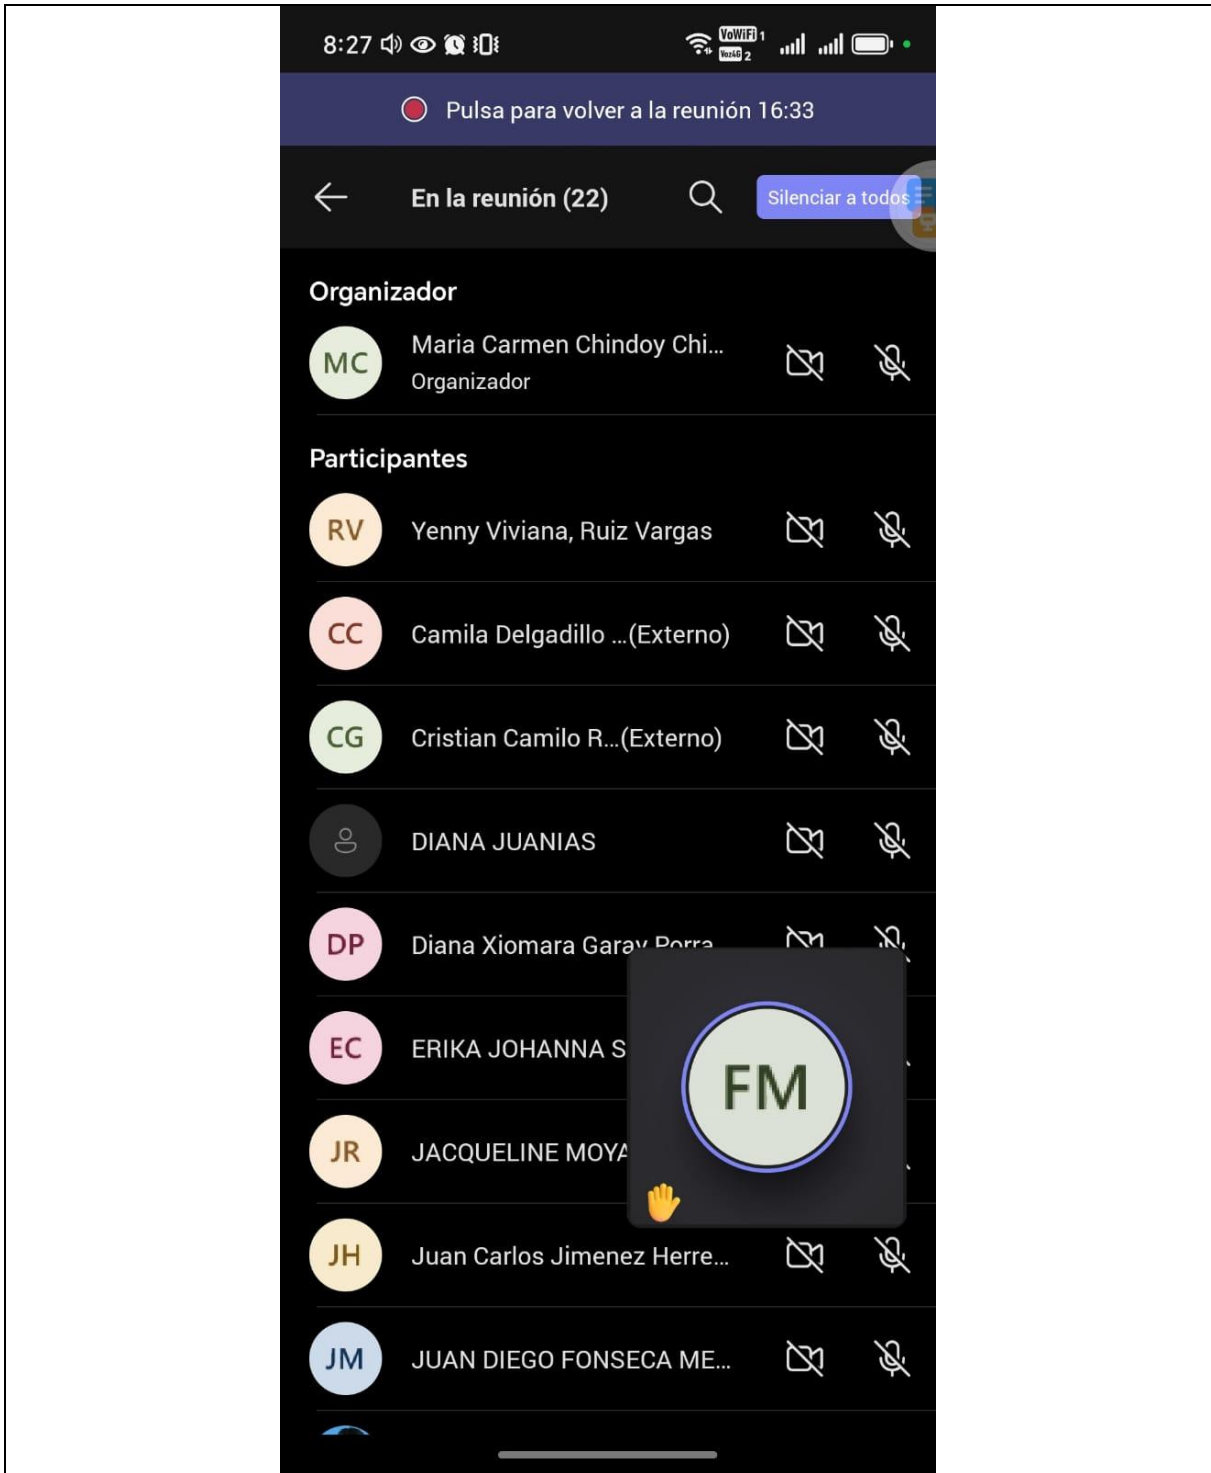 8:27
VoWiFi 1
Voz4G 2
Pulsa para volver a la reunión 16:33
En la reunión (22)
Silenciar a todos
Organizador
MC
Maria Carmen Chindoy Chi...
Organizador
Participantes
RV
Yenny Viviana, Ruiz Vargas
CC
Camila Delgadillo ...(Externo)
CG
Cristian Camilo R...(Externo)
DIANA JUANIAS
DP
Diana Xiomara Garay Porra
EC
ERIKA JOHANNA S
FM
JR
JACQUELINE MOYA
JH
Juan Carlos Jimenez Herre...
JM
JUAN DIEGO FONSECA ME...